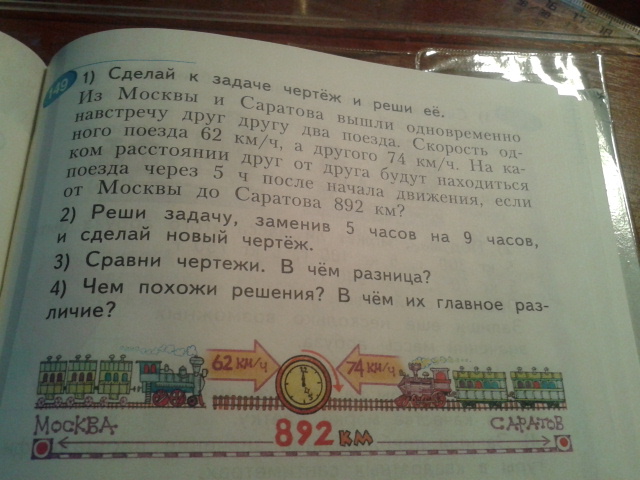 149
1) Сделай к задаче чертёж и реши её.
Из Москвы и Саратова вышли одновременно
навстречу друг другу два поезда. Скорость од-
ного поезда 62 км/ч, а другого 74 км/ч. На ка-
ком расстоянии друг от друга будут находиться
поезда через 5 ч после начала движения, если
от Москвы до Саратова 892 км?
2) Реши задачу, заменив 5 часов на 9 часов,
и сделай новый чертёж.
3) Сравни чертежи. В чём разница?
4) Чем похожи решения? В чём их главное раз-
личие?
62 км/ч 74 км/ч
МОСКВА САРАТОВ
892 км